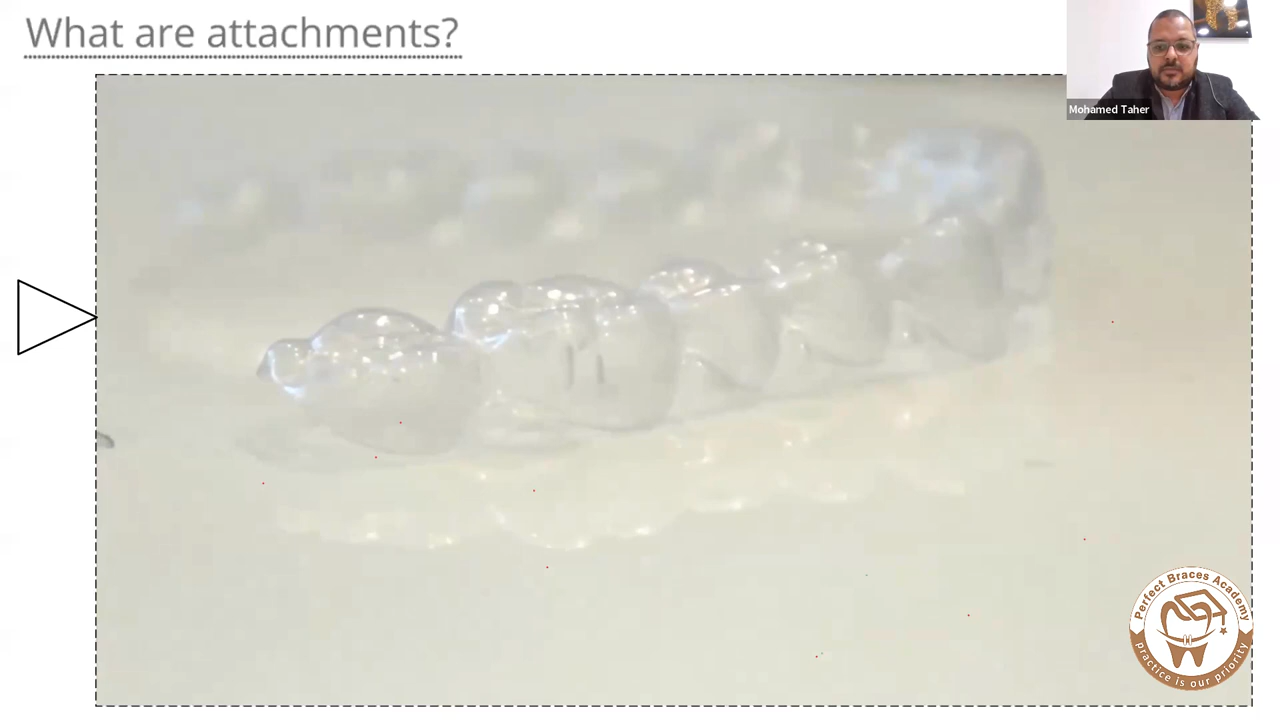 What are attachments?
Mohamed Taher
Perfect Braces Academy
practice is our priority